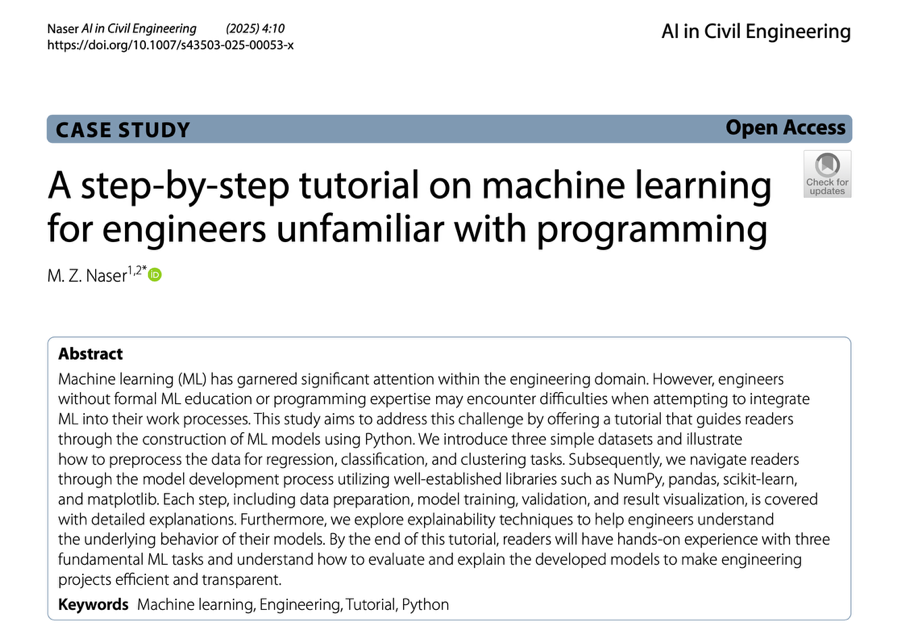 Naser AI in Civil Engineering (2025) 4:10
https://doi.org/10.1007/s43503-025-00053-x
AI in Civil Engineering
CASE STUDY
Open Access
A step-by-step tutorial on machine learning
for engineers unfamiliar with programming
Check for
updates
M. Z. Naser1,2*
iD
Abstract
Machine learning (ML) has garnered significant attention within the engineering domain. However, engineers
without formal ML education or programming expertise may encounter difficulties when attempting to integrate
ML into their work processes. This study aims to address this challenge by offering a tutorial that guides readers
through the construction of ML models using Python. We introduce three simple datasets and illustrate
how to preprocess the data for regression, classification, and clustering tasks. Subsequently, we navigate readers
through the model development process utilizing well-established libraries such as NumPy, pandas, scikit-learn,
and matplotlib. Each step, including data preparation, model training, validation, and result visualization, is covered
with detailed explanations. Furthermore, we explore explainability techniques to help engineers understand
the underlying behavior of their models. By the end of this tutorial, readers will have hands-on experience with three
fundamental ML tasks and understand how to evaluate and explain the developed models to make engineering
projects efficient and transparent.
Keywords Machine learning, Engineering, Tutorial, Python